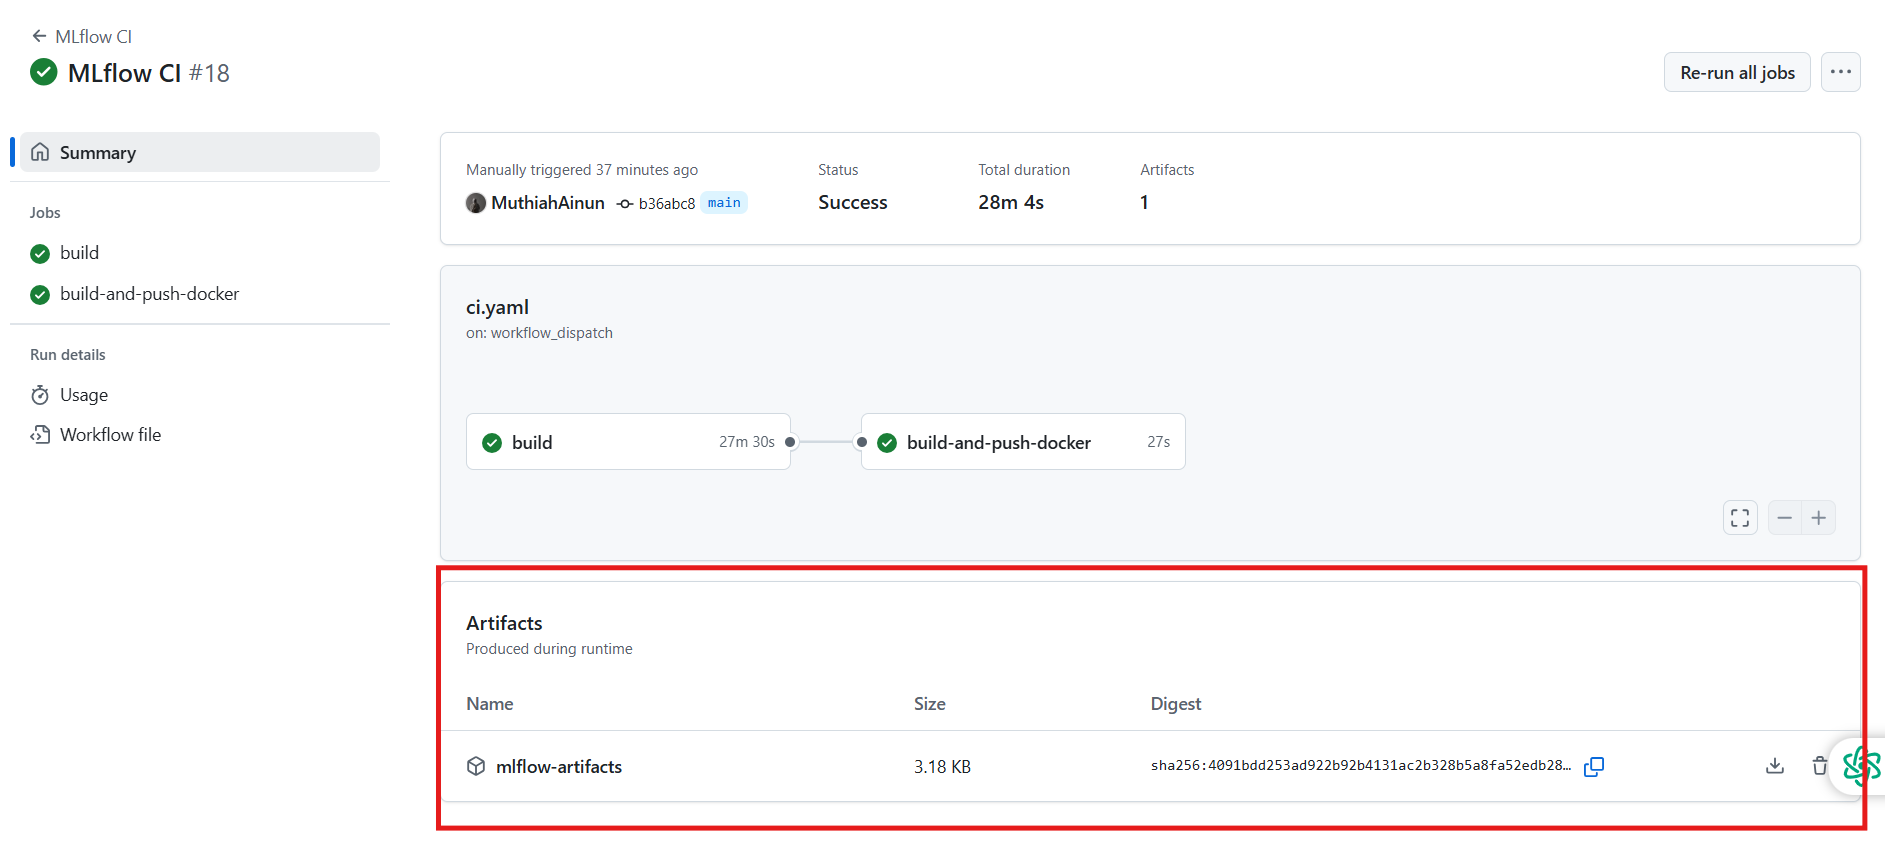 MLflow CI
MLflow CI #18
Re-run all jobs
Summary
Jobs
build
build-and-push-docker
Run details
Usage
Workflow file
Manually triggered 37 minutes ago
MuthiahAinun b36abc8 main
Status
Success
Total duration
28m 4s
Artifacts
1
ci.yaml
on: workflow_dispatch
build 27m 30s
build-and-push-docker 27s
Artifacts
Produced during runtime
Name Size Digest
mlflow-artifacts 3.18 KB sha256:4091bdd253ad922b92b4131ac2b328b5a8fa52edb28…